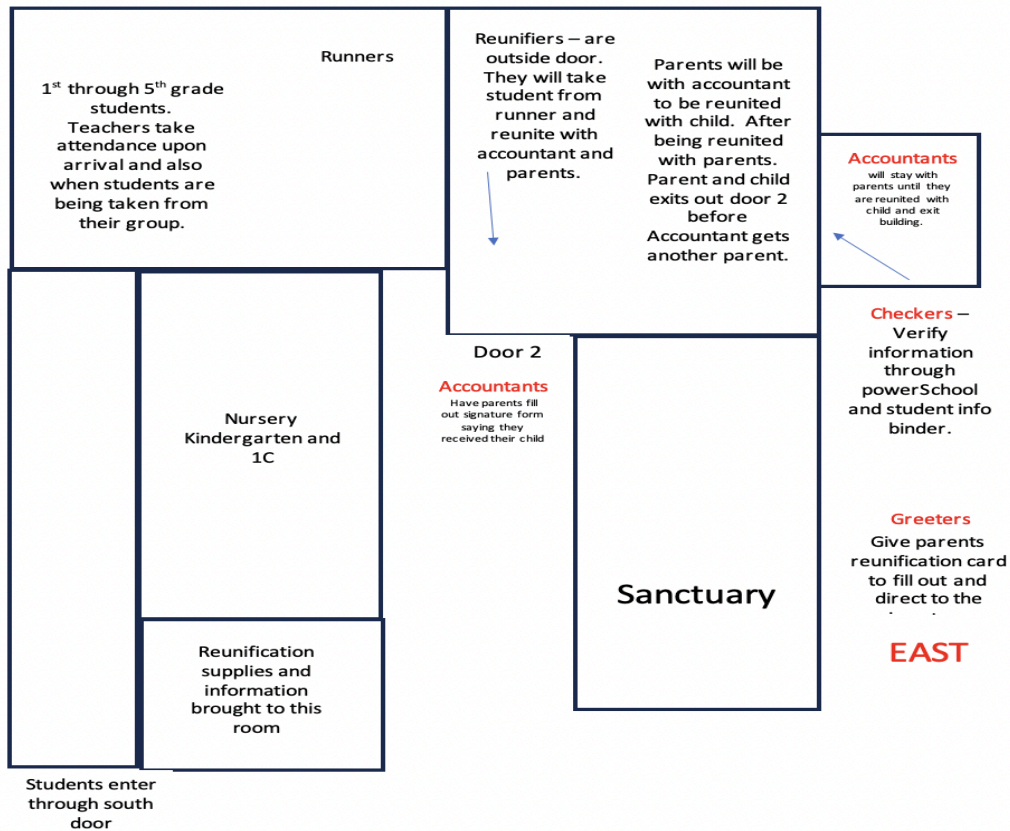 Runners
1st through 5th grade
students.
Teachers take
attendance upon
arrival and also
when students are
being taken from
their group.
Reunifiers – are
outside door.
They will take
student from
runner and
reunite with
accountant and
parents.
Parents will be
with accountant
to be reunited
with child. After
being reunited
with parents.
Parent and child
exits out door 2
before
Accountant gets
another parent.
Accountants
will stay with
parents until they
are reunited with
child and exit
building.
Checkers –
Verify
information
through
powerSchool
and student info
binder.
Door 2
Accountants
Have parents fill
out signature form
saying they
received their child
Nursery
Kindergarten and
1C
Greeters
Give parents
reunification card
to fill out and
direct to the
EAST
Sanctuary
Reunification
supplies and
information
brought to this
room
Students enter
through south
door